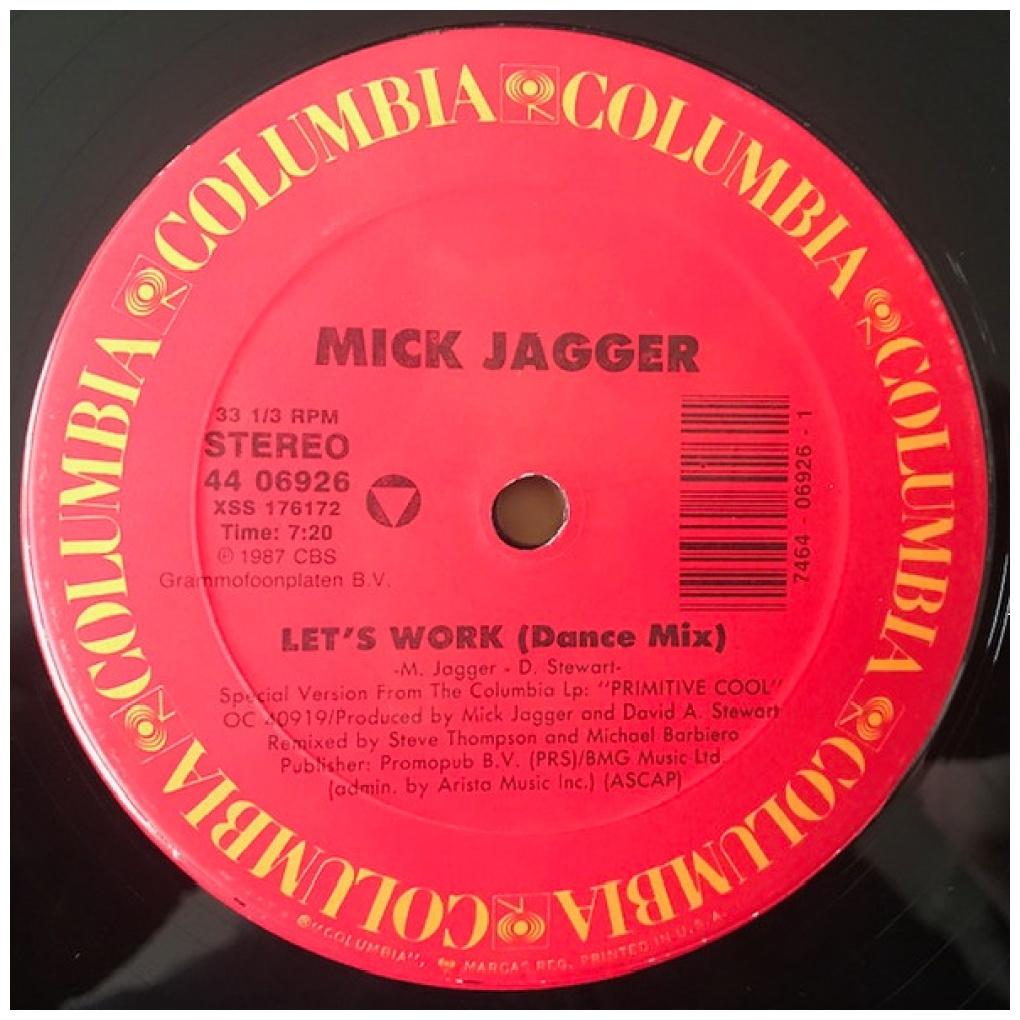 COLUMBIA COLUMBIA COLUMBIA COLUMBIA COLUMBIA COLUMBIA COLUMBIA COLUMBIA
MICK JAGGER
33 1/3 RPM
STEREO
44 06926
XSS 176172
Time: 7:20
℗ 1987 CBS
Grammofoonplaten B.V.
7464 - 06926 - 1
LET'S WORK (Dance Mix)
-M. Jagger - D. Stewart-
Special Version From The Columbia Lp: "PRIMITIVE COOL"
OC 40919/Produced by Mick Jagger and David A. Stewart
Remixed by Steve Thompson and Michael Barbiero
Publisher: Promopub B.V. (PRS)/BMG Music Ltd.
(admin. by Arista Music Inc.) (ASCAP)
®"COLUMBIA", MARCAS REG. PRINTED IN U.S.A.